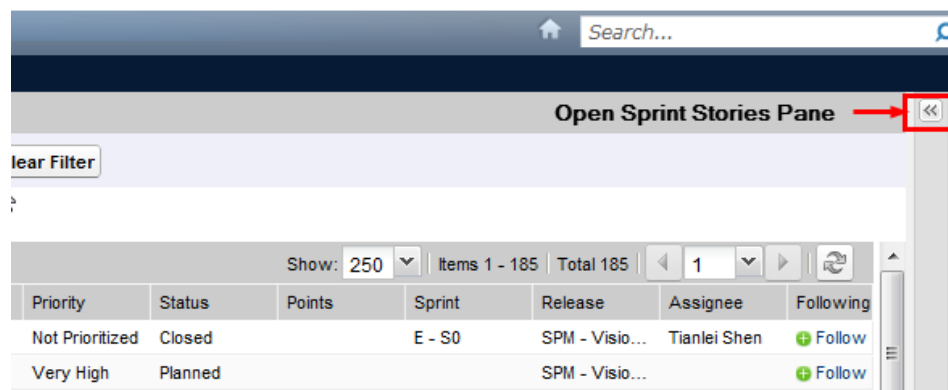 Search...
Open Sprint Stories Pane
lear Filter
Show: 250 Items 1 - 185 Total 185 1
Priority Status Points Sprint Release Assignee Following
Not Prioritized Closed E - S0 SPM - Visio... Tianlei Shen Follow
Very High Planned SPM - Visio... Follow